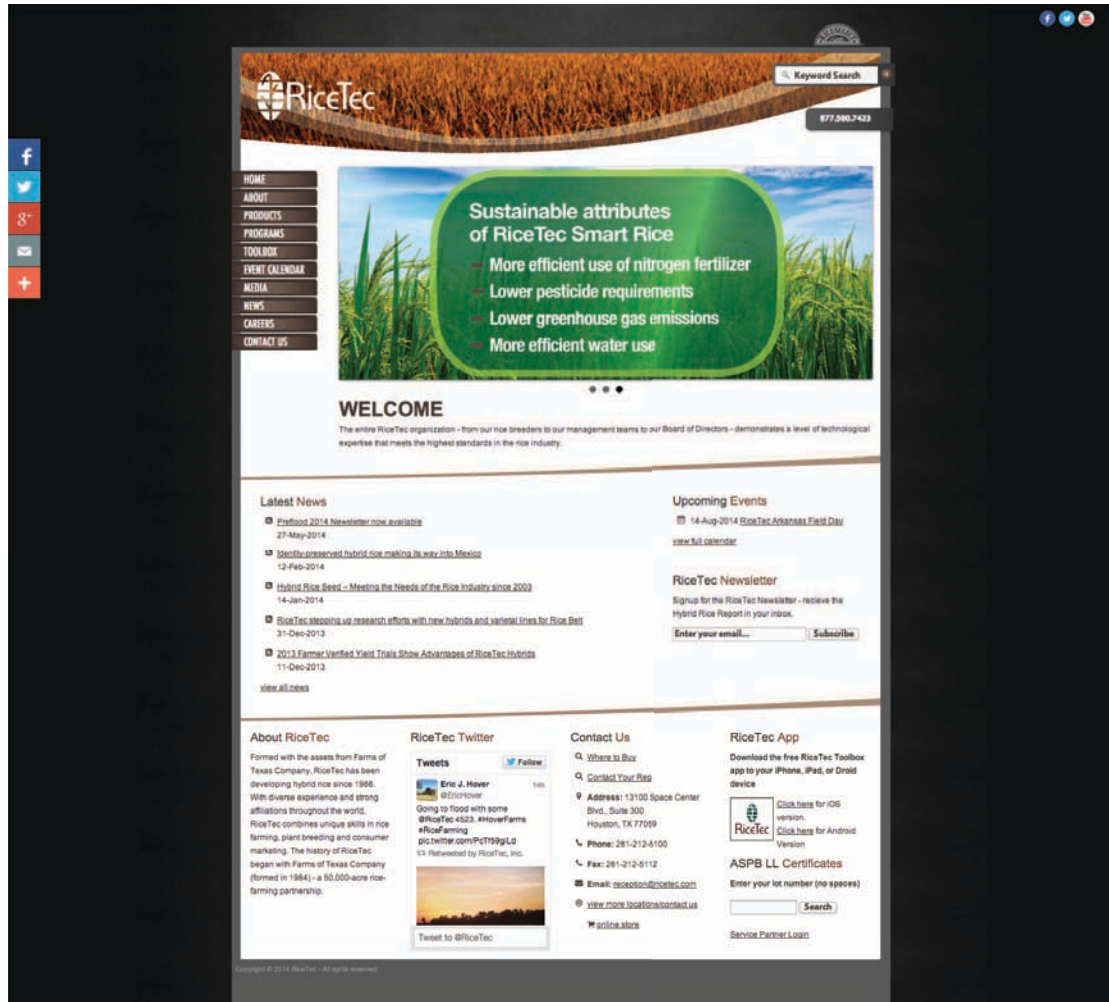 RiceTec
Keyword Search
877.580.7423
f
g+
+
HOME
ABOUT
PRODUCTS
PROGRAMS
TOOLBOX
EVENT CALENDAR
MEDIA
NEWS
CAREERS
CONTACT US
Sustainable attributes
of RiceTec Smart Rice
– More efficient use of nitrogen fertilizer
– Lower pesticide requirements
– Lower greenhouse gas emissions
– More efficient water use
WELCOME
The entire RiceTec organization - from our rice breeders to our management teams to our Board of Directors - demonstrates a level of technological
expertise that meets the highest standards in the rice industry.
Latest News
Preflood 2014 Newsletter now available
27-May-2014
Identity-preserved hybrid rice making its way into Mexico
12-Feb-2014
Hybrid Rice Seed – Meeting the Needs of the Rice Industry since 2003
14-Jan-2014
RiceTec stepping up research efforts with new hybrids and varietal lines for Rice Belt
31-Dec-2013
2013 Farmer Verified Yield Trials Show Advantages of RiceTec Hybrids
11-Dec-2013
view all news
Upcoming Events
14-Aug-2014 RiceTec Arkansas Field Day
view full calendar
RiceTec Newsletter
Signup for the RiceTec Newsletter - recieve the
Hybrid Rice Report in your inbox.
Enter your email... Subscribe
About RiceTec
Formed with the assets from Farms of
Texas Company, RiceTec has been
developing hybrid rice since 1988.
With diverse experience and strong
affiliations throughout the world,
RiceTec combines unique skills in rice
farming, plant breeding and consumer
marketing. The history of RiceTec
began with Farms of Texas Company
(formed in 1984) - a 50,000-acre rice-
farming partnership.
RiceTec Twitter
Tweets Follow
Eric J. Hover 14h
@EricHover
Going to flood with some
@RiceTec 4523. #HoverFarms
#RiceFarming
pic.twitter.com/PcTf59giLd
Retweeted by RiceTec, Inc.
Tweet to @RiceTec
Contact Us
Where to Buy
Contact Your Rep
Address: 13100 Space Center
Blvd., Suite 300
Houston, TX 77059
Phone: 281-212-5100
Fax: 281-212-5112
Email: reception@ricetec.com
view more locations/contact us
online store
RiceTec App
Download the free RiceTec Toolbox
app to your iPhone, iPad, or Droid
device
RiceTec
Click here for iOS
version.
Click here for Android
Version
ASPB LL Certificates
Enter your lot number (no spaces)
Search
Service Partner Login
Copyright © 2014 RiceTec - All rights reserved